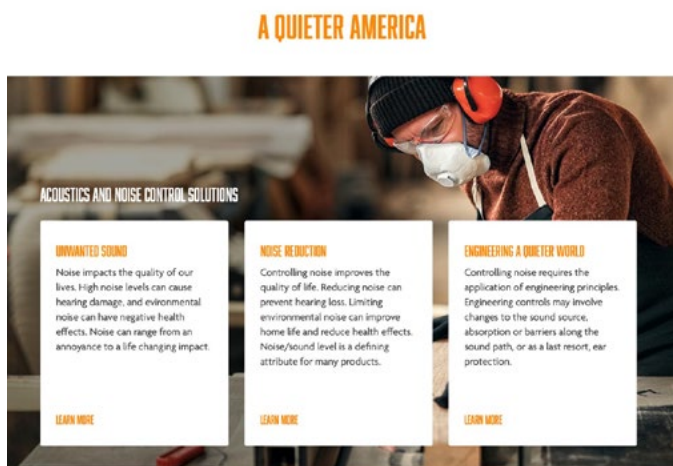 A QUIETER AMERICA
ACOUSTICS AND NOISE CONTROL SOLUTIONS
UNWANTED SOUND
Noise impacts the quality of our
lives. High noise levels can cause
hearing damage, and evironmental
noise can have negative health
effects. Noise can range from an
annoyance to a life changing impact.
LEARN MORE
NOISE REDUCTION
Controlling noise improves the
quality of life. Reducing noise can
prevent hearing loss. Limiting
environmental noise can improve
home life and reduce health effects.
Noise/sound level is a defining
attribute for many products.
LEARN MORE
ENGINEERING A QUIETER WORLD
Controlling noise requires the
application of engineering principles.
Engineering controls may involve
changes to the sound source,
absorption or barriers along the
sound path, or as a last resort, ear
protection.
LEARN MORE